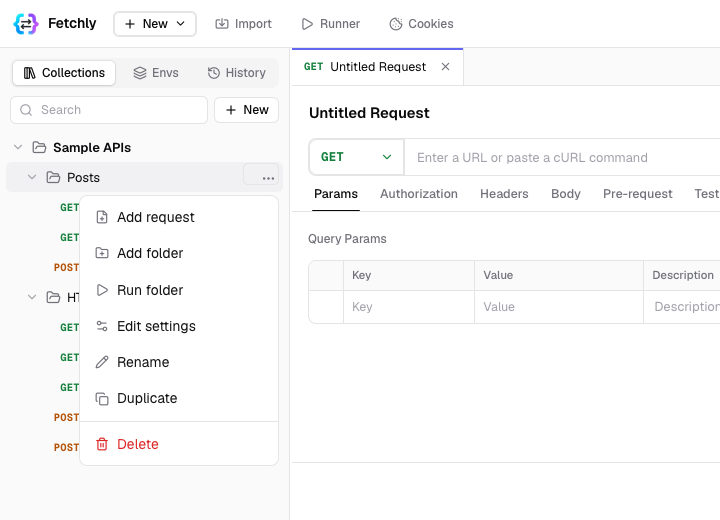 Fetchly
New
Import
Runner
Cookies
Collections
Envs
History
Search
New
Sample APIs
Posts
GET
GET
POST
GET
GET
GET
POST
POST
Add request
Add folder
Run folder
Edit settings
Rename
Duplicate
Delete
GET Untitled Request
Untitled Request
GET
Enter a URL or paste a cURL command
Params
Authorization
Headers
Body
Pre-request
Test
Query Params
Key
Value
Description
Key
Value
Description